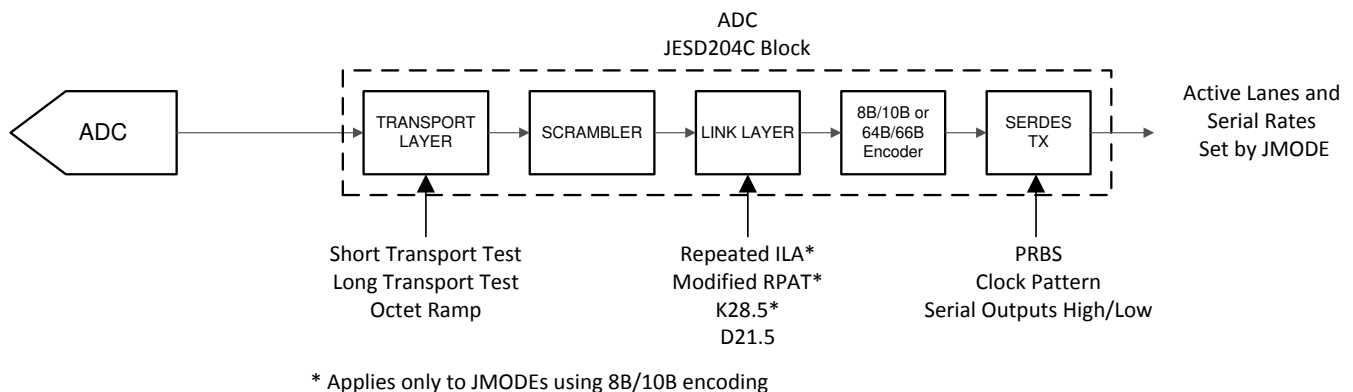 ADC
JESD204C Block
ADC
TRANSPORT
LAYER
SCRAMBLER
LINK LAYER
8B/10B or
64B/66B
Encoder
SERDES
TX
Active Lanes and
Serial Rates
Set by JMODE
Short Transport Test
Long Transport Test
Octet Ramp
Repeated ILA*
Modified RPAT*
K28.5*
D21.5
PRBS
Clock Pattern
Serial Outputs High/Low
* Applies only to JMODEs using 8B/10B encoding